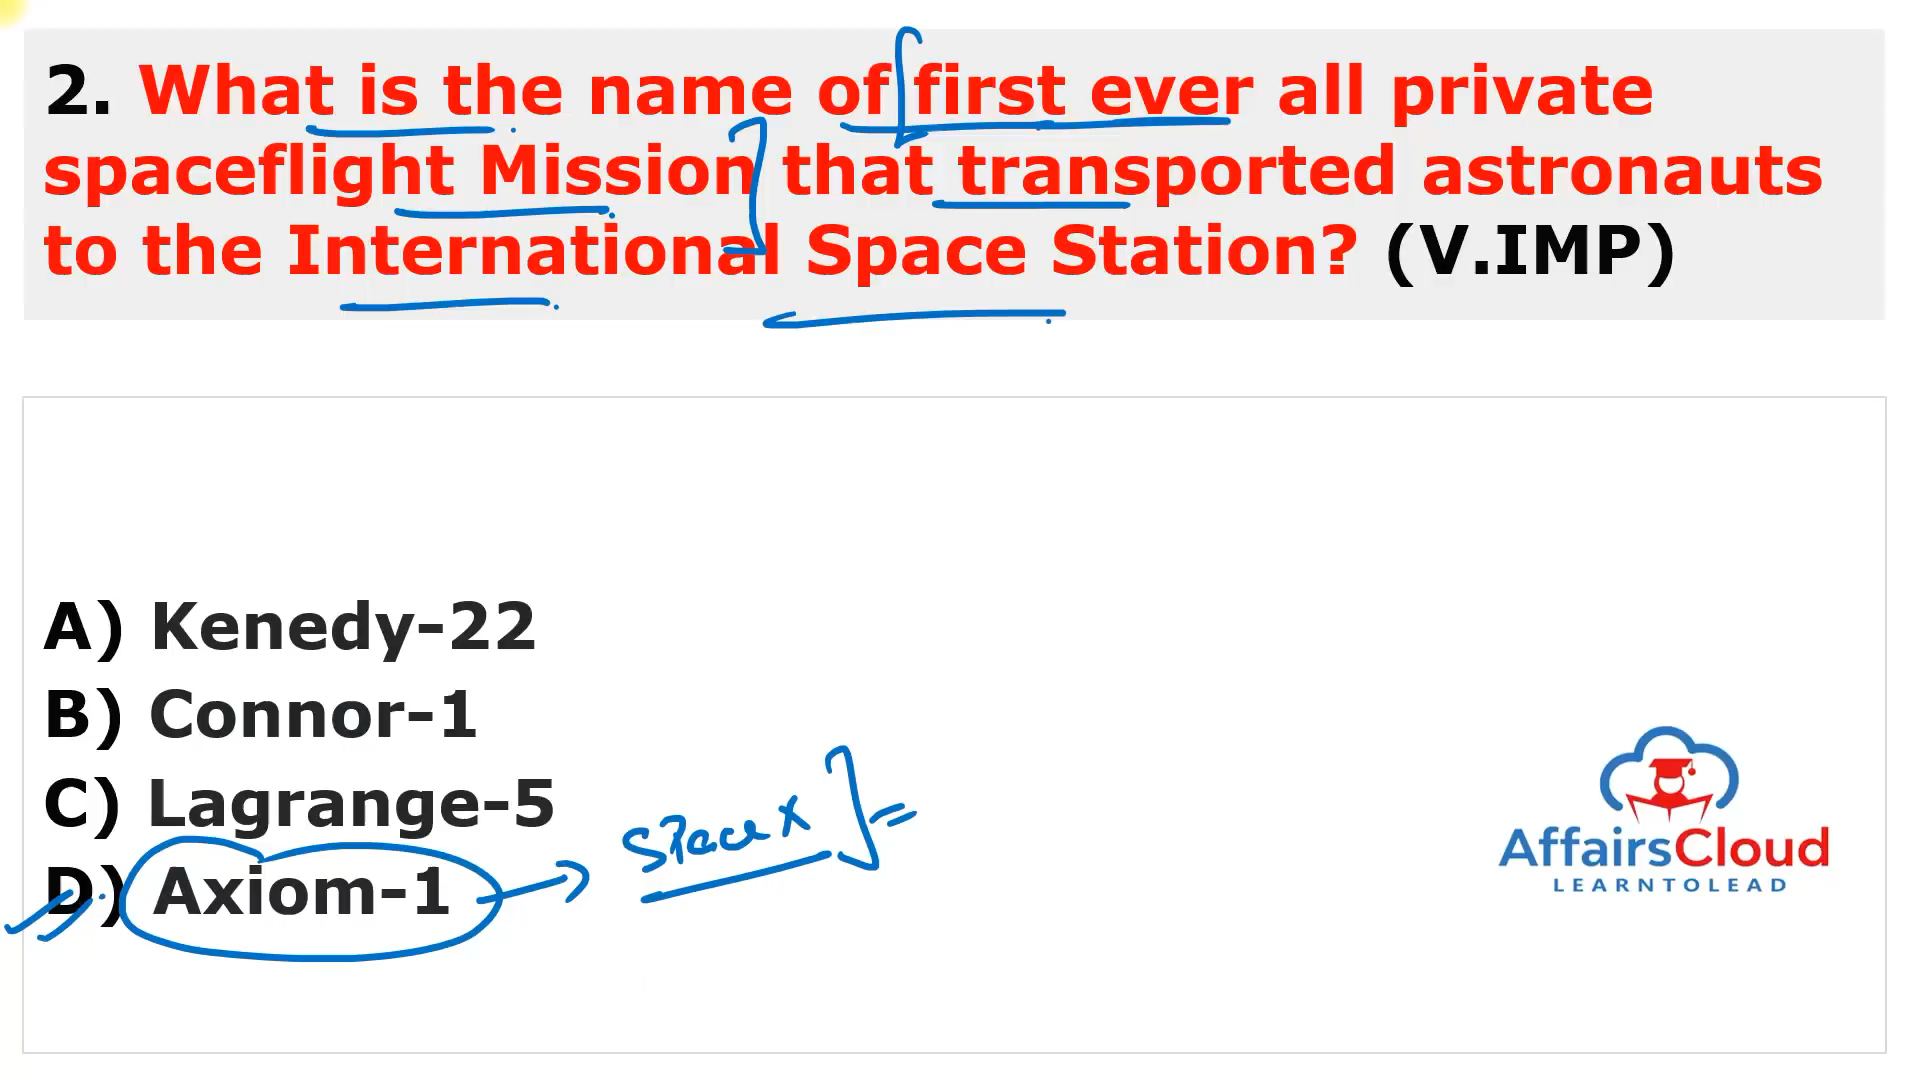 2. What is the name of first ever all private
spaceflight Mission that transported astronauts
to the International Space Station? (V.IMP)
A) Kenedy-22
B) Connor-1
C) Lagrange-5
D) Axiom-1
SpaceX
AffairsCloud
LEARNTOLEAD